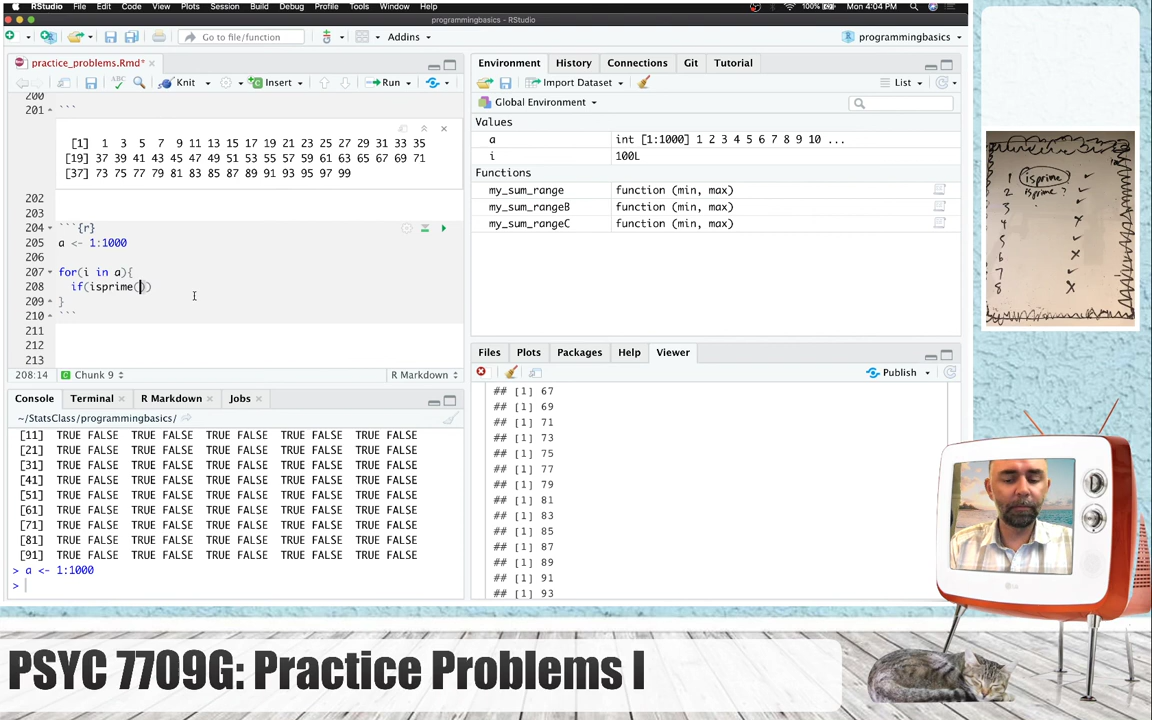 RStudio File Edit Code View Plots Session Build Debug Profile Tools Window Help 100% Mon 4:04 PM
programmingbasics - RStudio
Go to file/function Addins programmingbasics
practice_problems.Rmd*
ABC Knit Insert Run
200
201 ```
[1] 1 3 5 7 9 11 13 15 17 19 21 23 25 27 29 31 33 35
[19] 37 39 41 43 45 47 49 51 53 55 57 59 61 63 65 67 69 71
[37] 73 75 77 79 81 83 85 87 89 91 93 95 97 99
202
203
204 ```{r}
205 a <- 1:1000
206
207 for(i in a){
208 if(isprime())
209 }
210 ```
211
212
213
208:14 Chunk 9 R Markdown
Console Terminal R Markdown Jobs
~/StatsClass/programmingbasics/
[11] TRUE FALSE TRUE FALSE TRUE FALSE TRUE FALSE TRUE FALSE
[21] TRUE FALSE TRUE FALSE TRUE FALSE TRUE FALSE TRUE FALSE
[31] TRUE FALSE TRUE FALSE TRUE FALSE TRUE FALSE TRUE FALSE
[41] TRUE FALSE TRUE FALSE TRUE FALSE TRUE FALSE TRUE FALSE
[51] TRUE FALSE TRUE FALSE TRUE FALSE TRUE FALSE TRUE FALSE
[61] TRUE FALSE TRUE FALSE TRUE FALSE TRUE FALSE TRUE FALSE
[71] TRUE FALSE TRUE FALSE TRUE FALSE TRUE FALSE TRUE FALSE
[81] TRUE FALSE TRUE FALSE TRUE FALSE TRUE FALSE TRUE FALSE
[91] TRUE FALSE TRUE FALSE TRUE FALSE TRUE FALSE TRUE FALSE
> a <- 1:1000
>
Environment History Connections Git Tutorial
Import Dataset List
Global Environment
Values
a int [1:1000] 1 2 3 4 5 6 7 8 9 10 ...
i 100L
Functions
my_sum_range function (min, max)
my_sum_rangeB function (min, max)
my_sum_rangeC function (min, max)
Files Plots Packages Help Viewer
Publish
## [1] 67
## [1] 69
## [1] 71
## [1] 73
## [1] 75
## [1] 77
## [1] 79
## [1] 81
## [1] 83
## [1] 85
## [1] 87
## [1] 89
## [1] 91
## [1] 93
1 isprime ✓
2 isprime? ✓
3 ✓
4 x
5 ✓
6 x
7 ✓
8 x
LG
PSYC 7709G: Practice Problems I